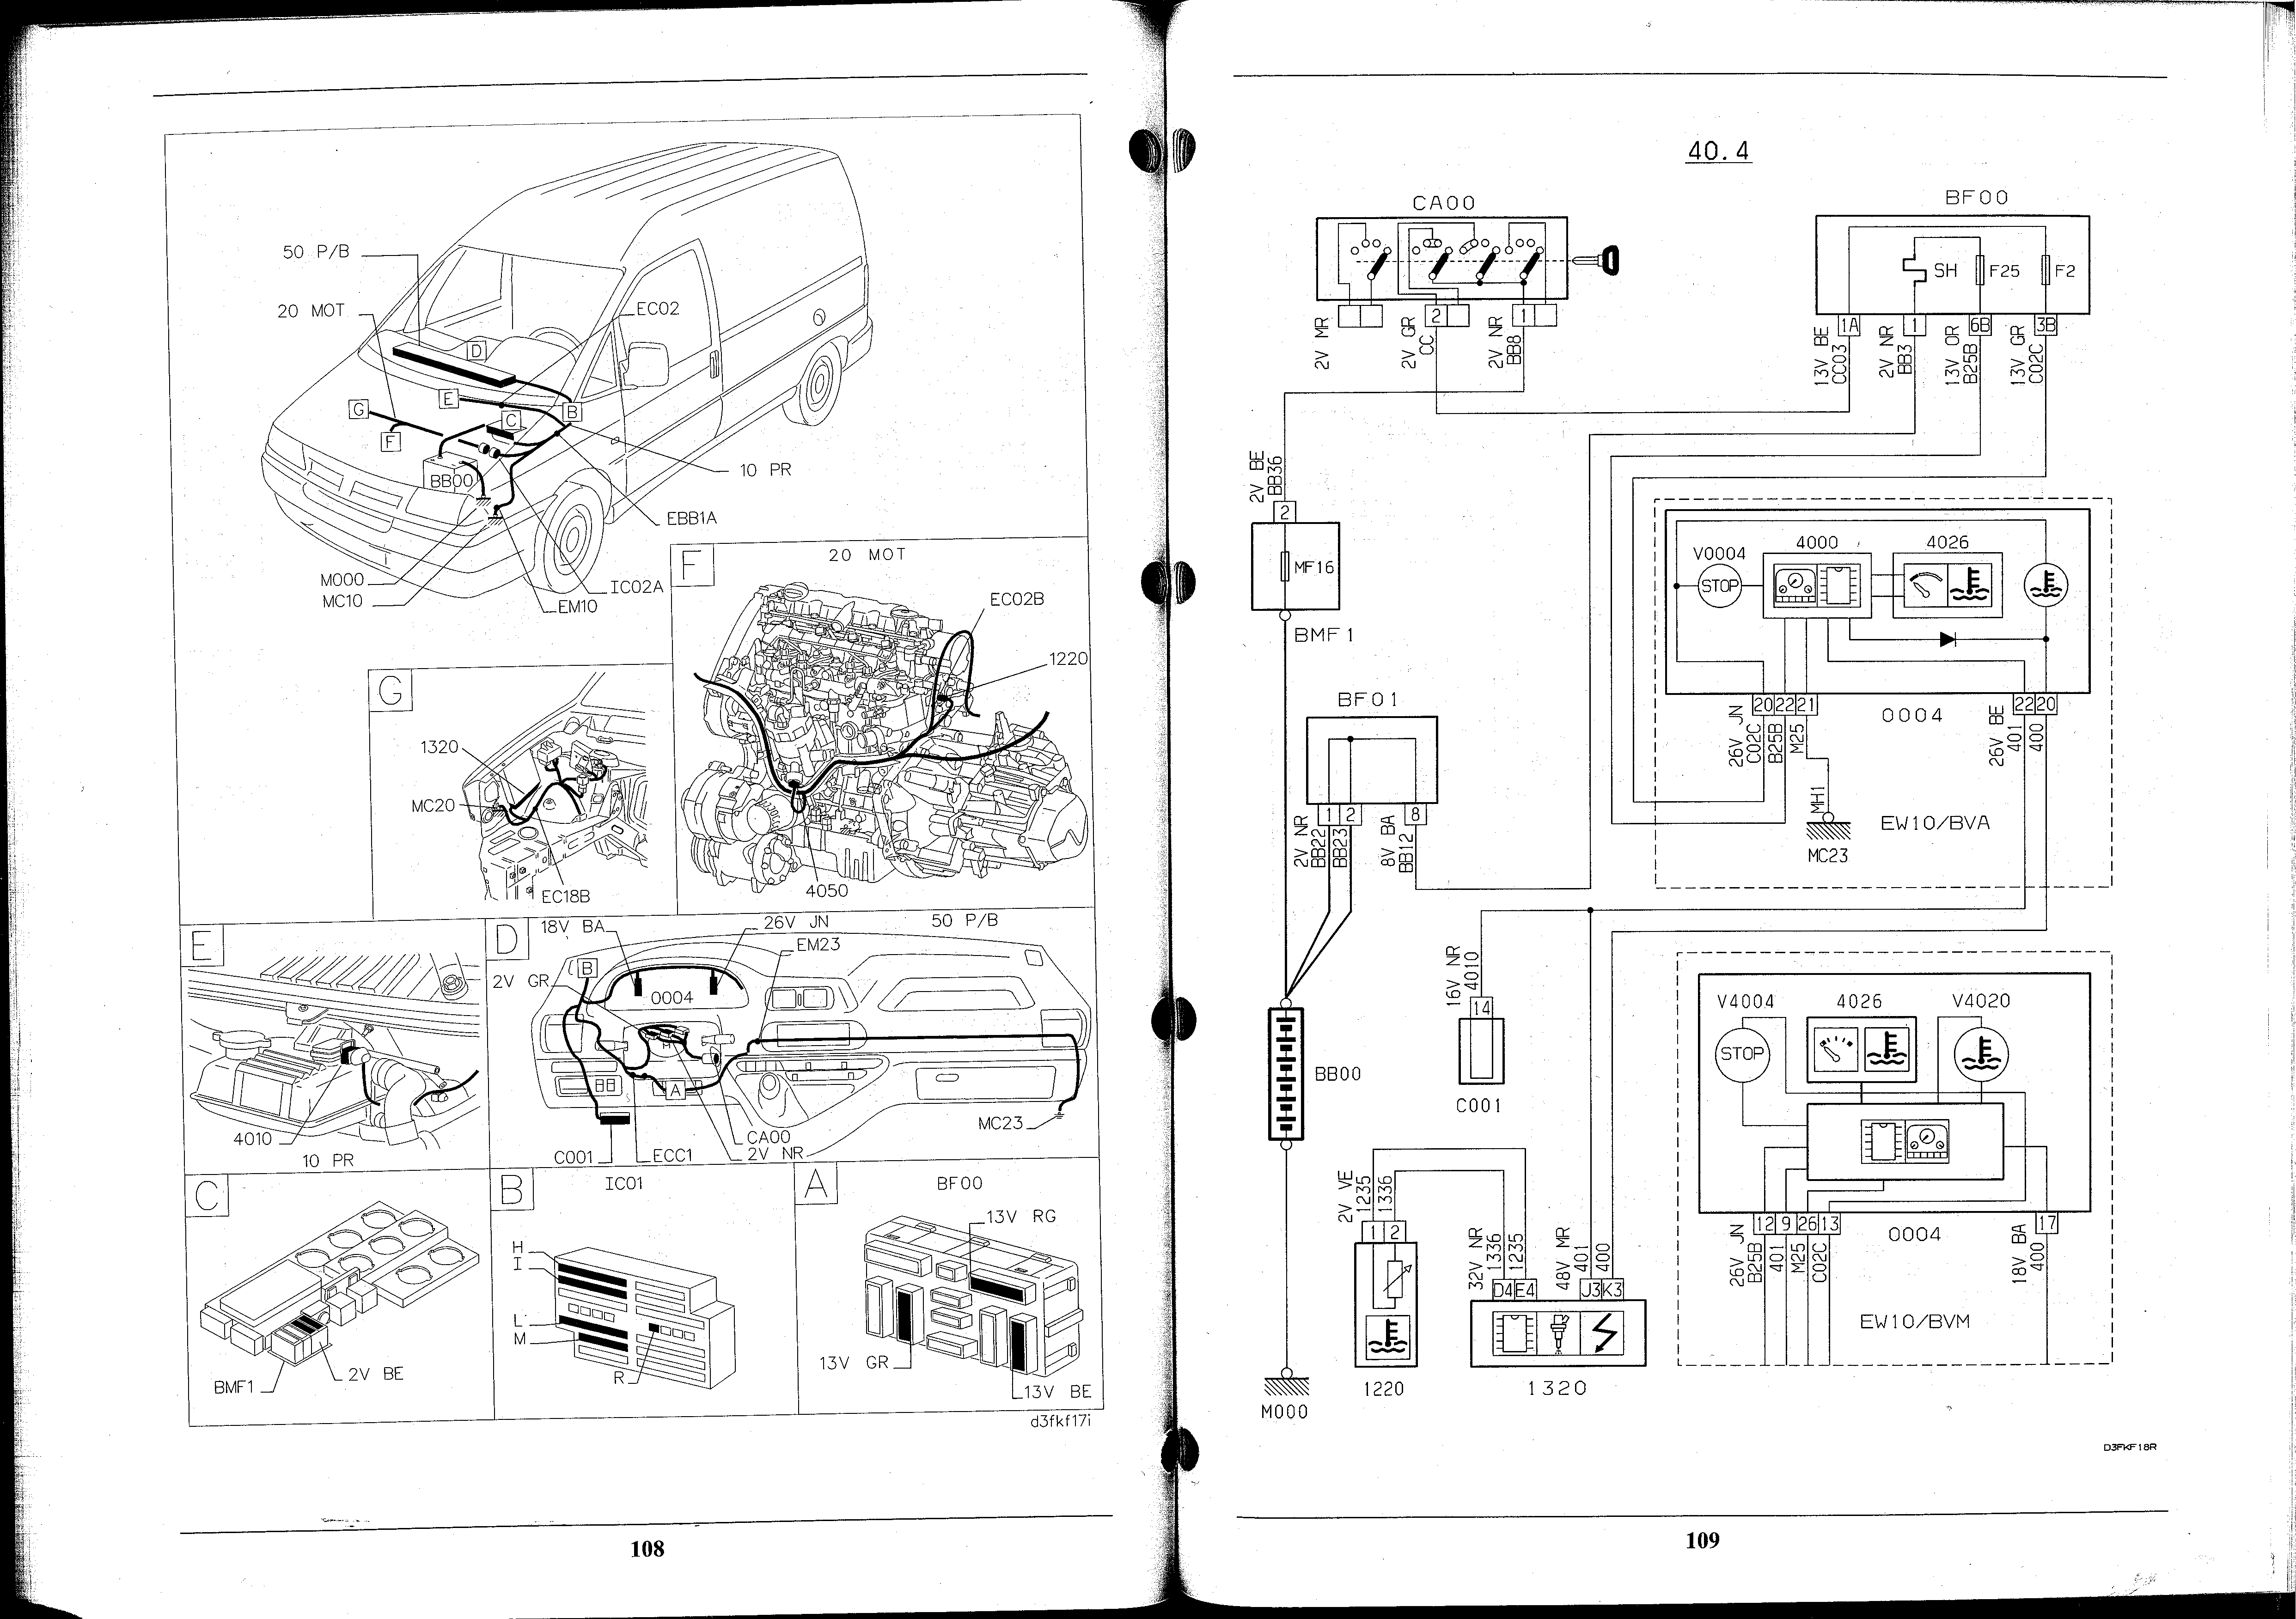 50 P/B
20 MOT
EC02
D
E
G
B
C
F
BB00
10 PR
EBB1A
M000
MC10
IC02A
EM10
F
20 MOT
EC02B
1220
4050
G
1320
MC20
EC18B
E
4010
10 PR
D
18V BA
26V JN
50 P/B
EM23
B
2V GR
0004
A
MC23
CA00
C001
ECC1
2V NR
C
BMF1
2V BE
B
IC01
H
I
L
M
R
A
BF00
13V RG
13V GR
13V BE
d3fkf17i
108
40.4
CA00
BF00
SH
F25
F2
2
1
1A
1
6B
3B
2V MR
2V GR
CC
2V NR
BB8
13V BE
CC03
2V NR
BB3
13V OR
B25B
13V GR
C02C
2V BE
BB36
2
MF16
BMF1
V0004
4000
4026
STOP
20 22 21
22 20
0004
26V JN
C02C
B25B
M25
26V BE
401
400
MH1
MC23
EW10/BVA
BF01
1 2
8
2V NR
BB22
BB23
8V BA
BB12
16V NR
4010
14
C001
BB00
V4004
4026
V4020
STOP
12 9 26 13
17
0004
26V JN
B25B
401
M25
C02C
18V BA
400
EW10/BVM
2V VE
1235
1336
1 2
1220
32V NR
1336
1235
48V MR
401
400
D4 E4
J3 K3
1320
M000
D3FKF18R
109